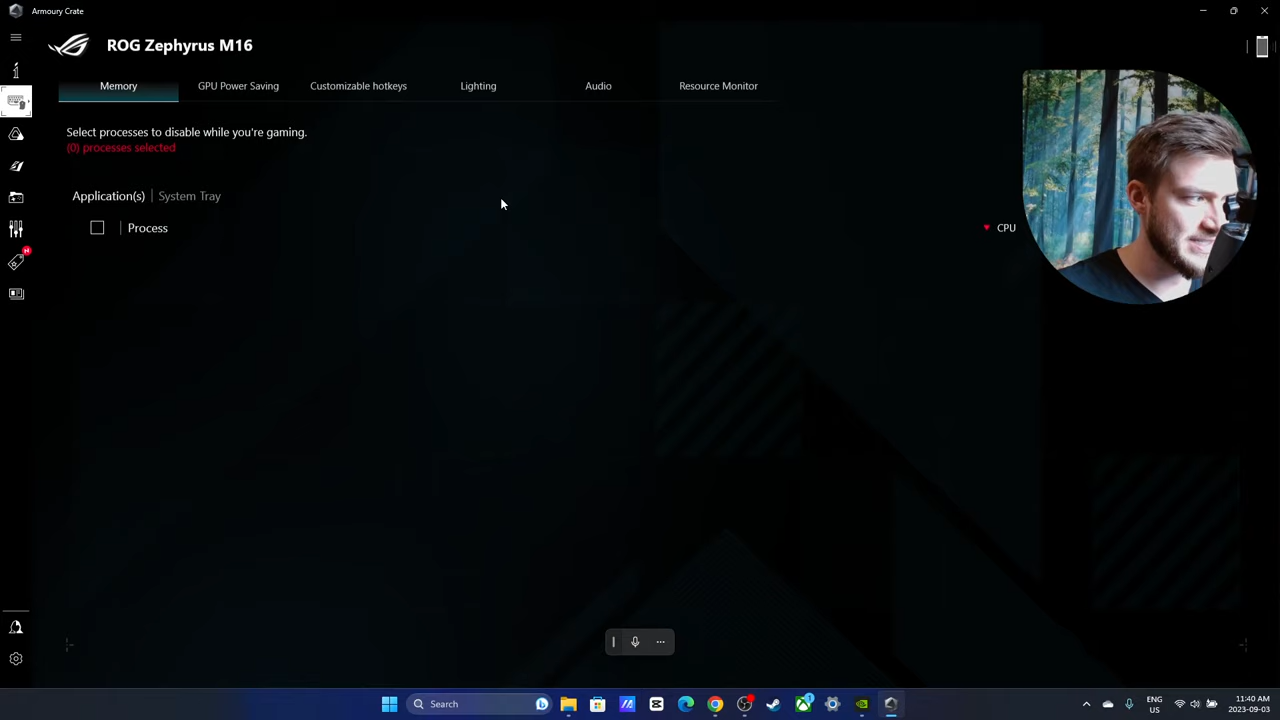 Armoury Crate
ROG Zephyrus M16
Memory
GPU Power Saving
Customizable hotkeys
Lighting
Audio
Resource Monitor
Select processes to disable while you're gaming.
(0) processes selected
Application(s) | System Tray
Process
CPU
Search
ENG
US
11:40 AM
2023-09-03